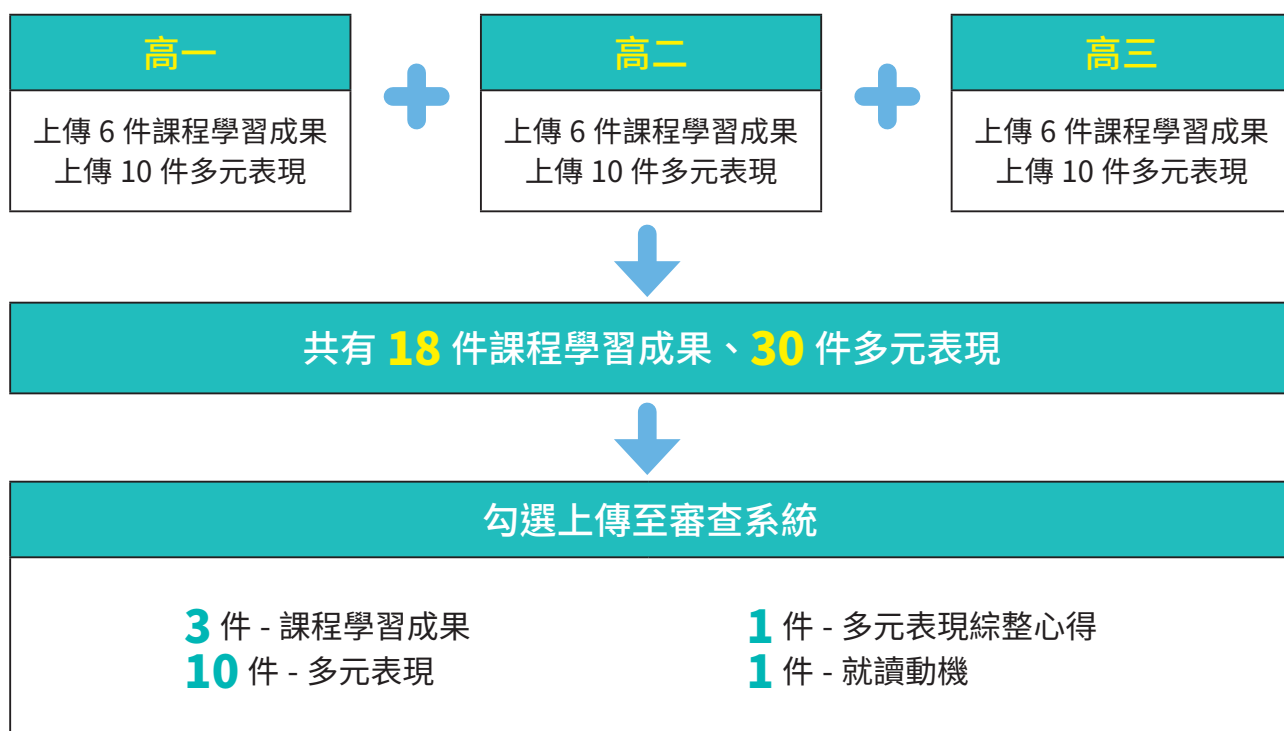 高一
上傳 6 件課程學習成果
上傳 10 件多元表現
高二
上傳 6 件課程學習成果
上傳 10 件多元表現
高三
上傳 6 件課程學習成果
上傳 10 件多元表現
共有 18 件課程學習成果、30 件多元表現
勾選上傳至審查系統
3 件 - 課程學習成果
10 件 - 多元表現
1 件 - 多元表現綜整心得
1 件 - 就讀動機